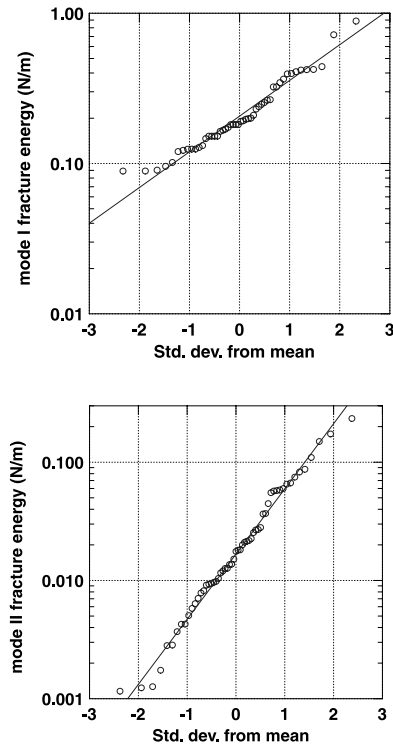 1.00
0.10
0.01
mode I fracture energy (N/m)
-3 -2 -1 0 1 2 3
Std. dev. from mean
0.100
0.010
0.001
mode II fracture energy (N/m)
-3 -2 -1 0 1 2 3
Std. dev. from mean